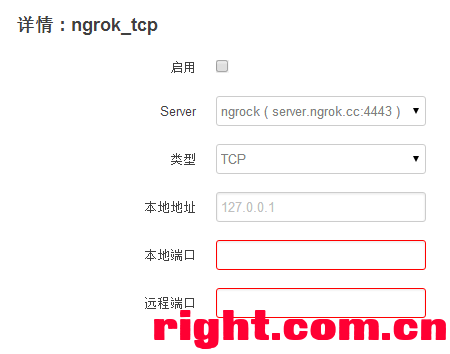 详情：ngrok_tcp
启用
Server ngrock ( server.ngrok.cc:4443 )
类型 TCP
本地地址 127.0.0.1
本地端口
远程端口
right.com.cn